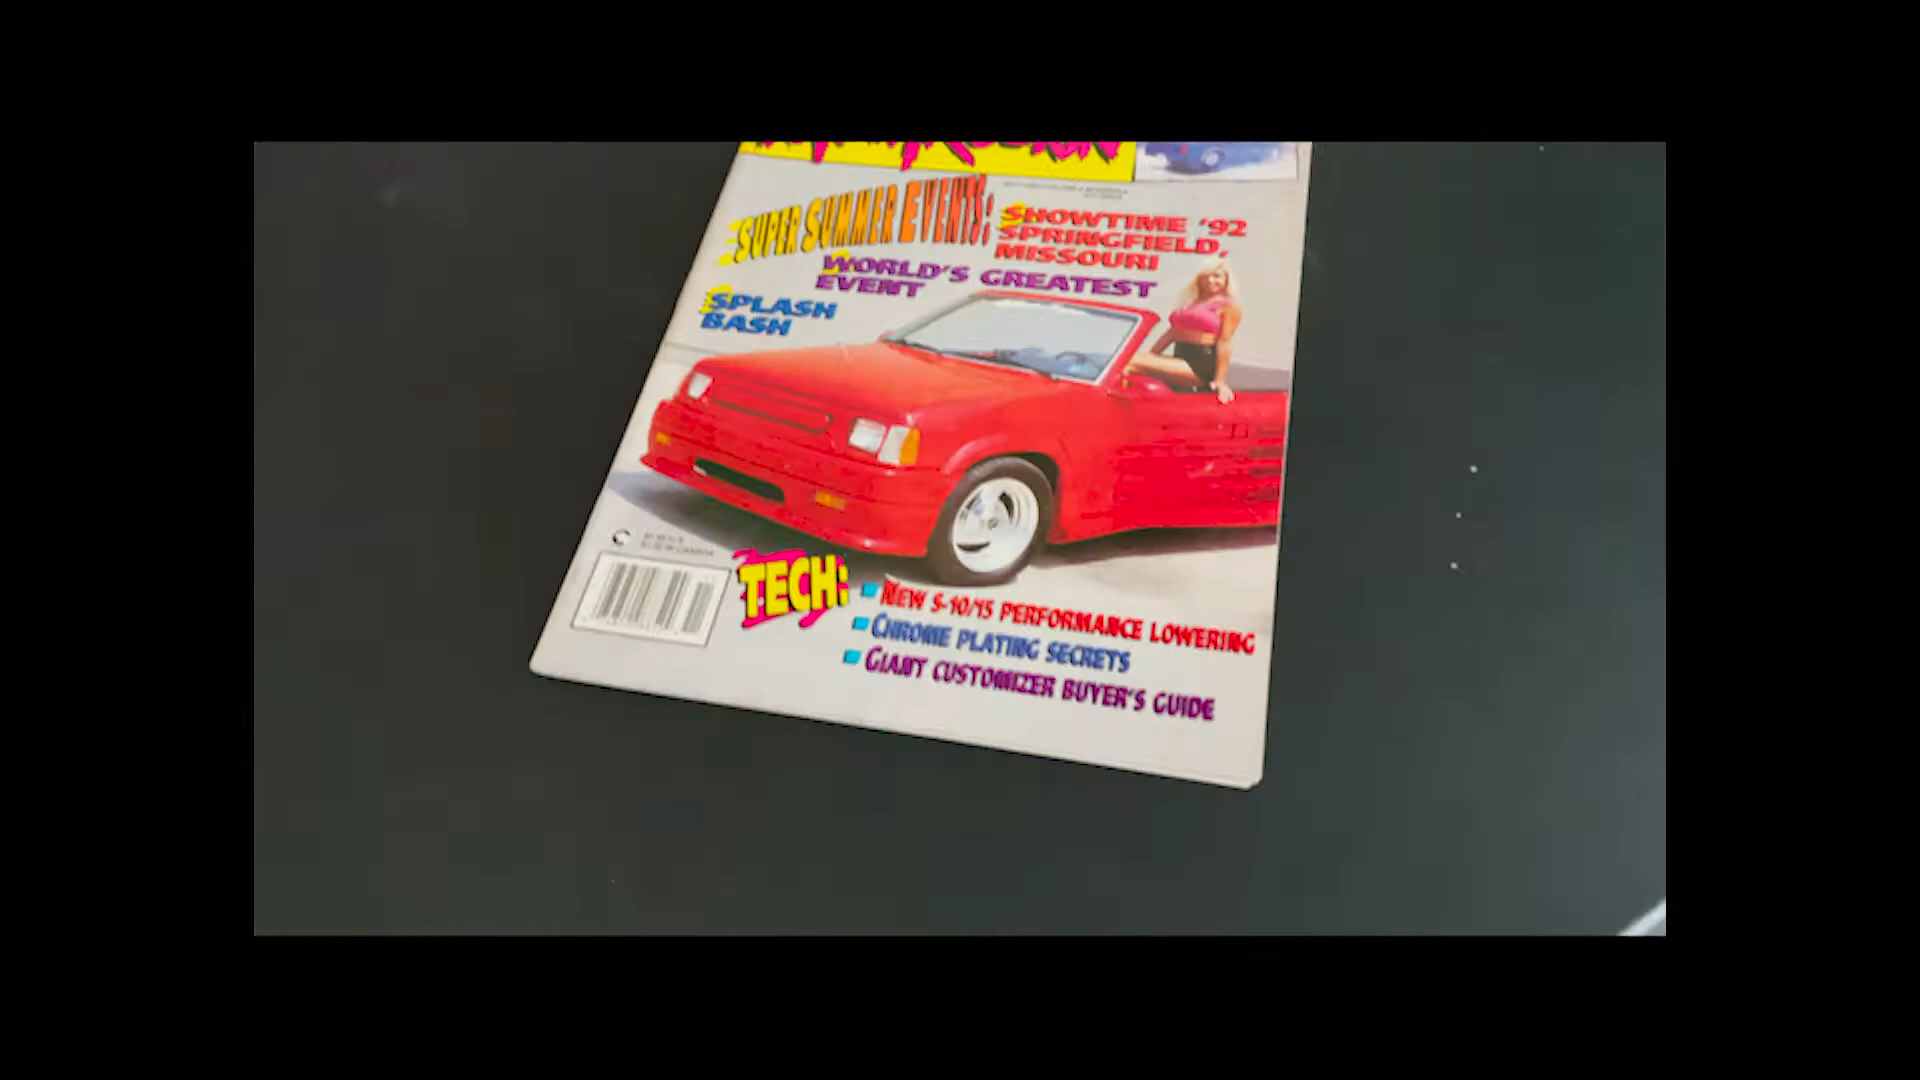 SUPER SUMMER EVENTS:
SHOWTIME '92
SPRINGFIELD,
MISSOURI
WORLD'S GREATEST
EVENT
SPLASH
BASH
TECH:
NEW S-10/15 PERFORMANCE LOWERING
CHROME PLATING SECRETS
GIANT CUSTOMIZER BUYER'S GUIDE